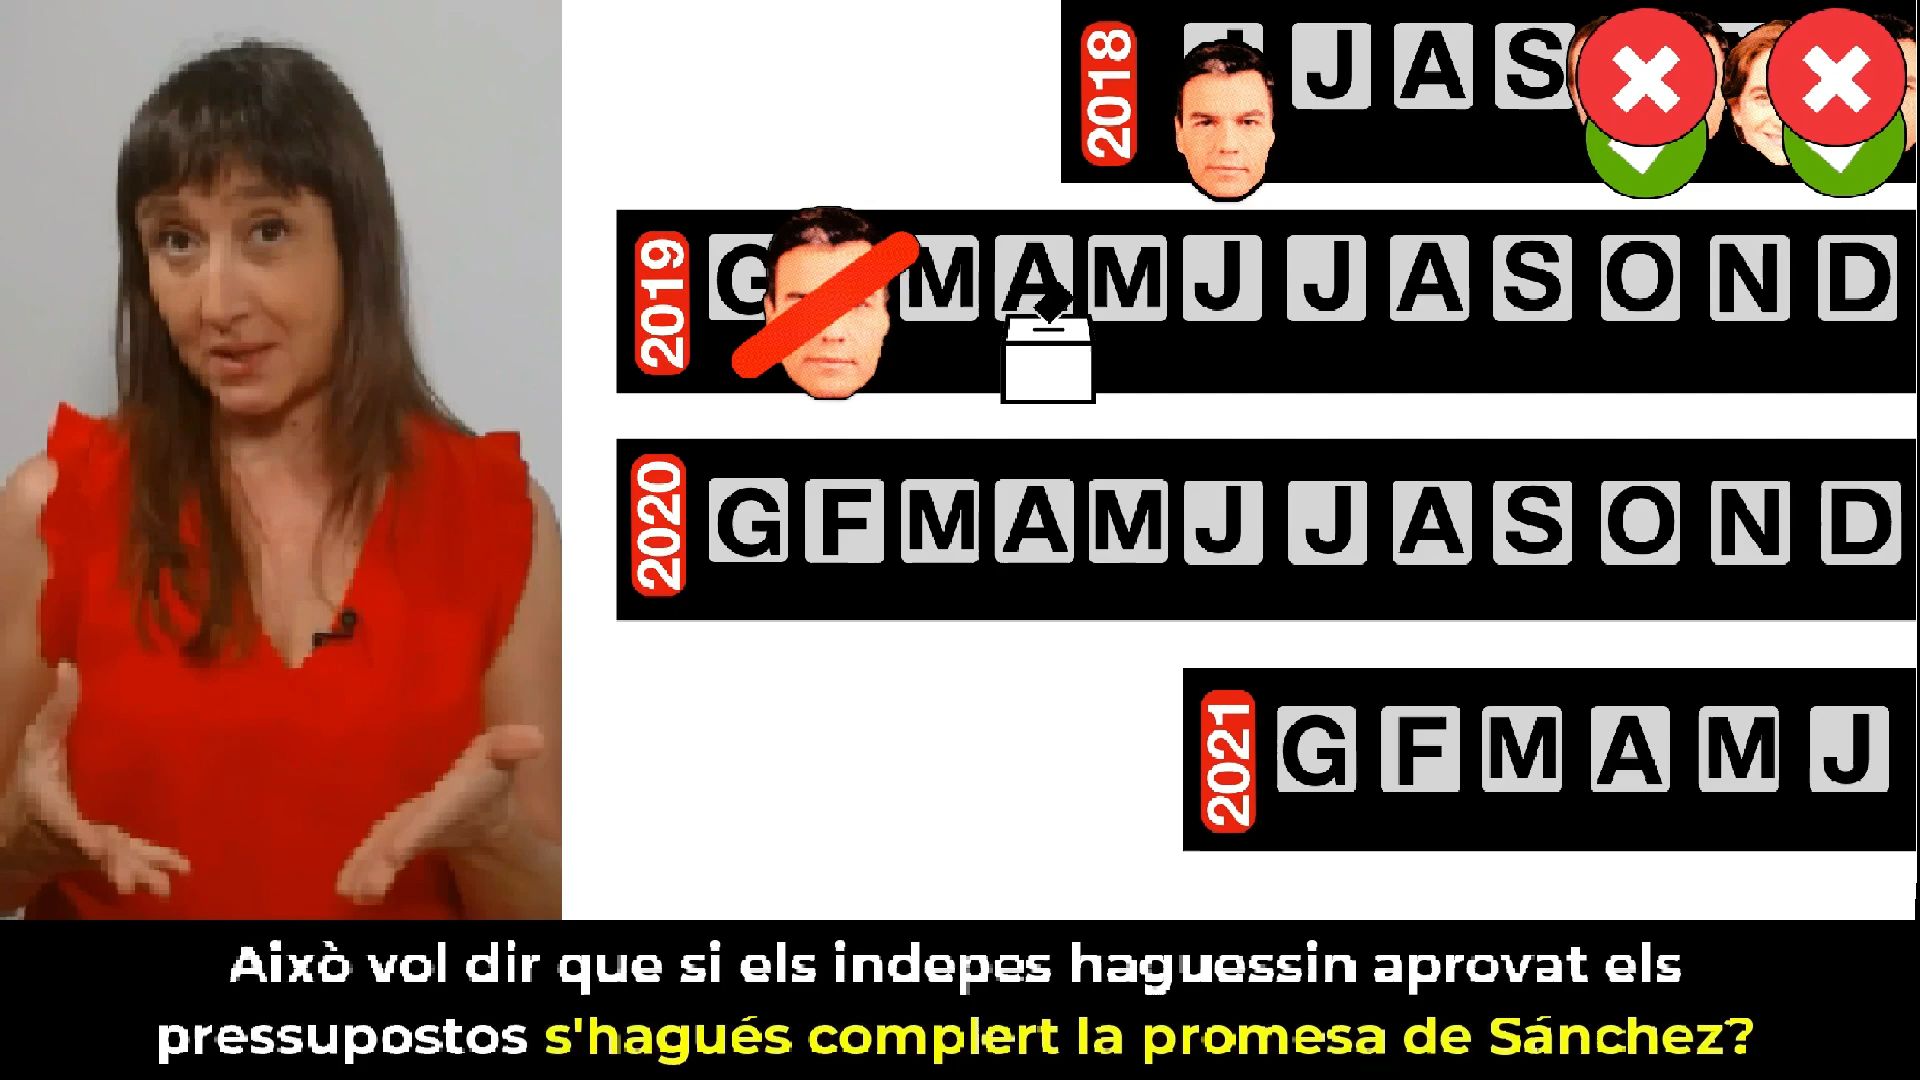 2018 J J A S
2019 G M A M J J A S O N D
2020 G F M A M J J A S O N D
2021 G F M A M J
Això vol dir que si els indepes haguessin aprovat els
pressupostos s'hagués complert la promesa de Sánchez?